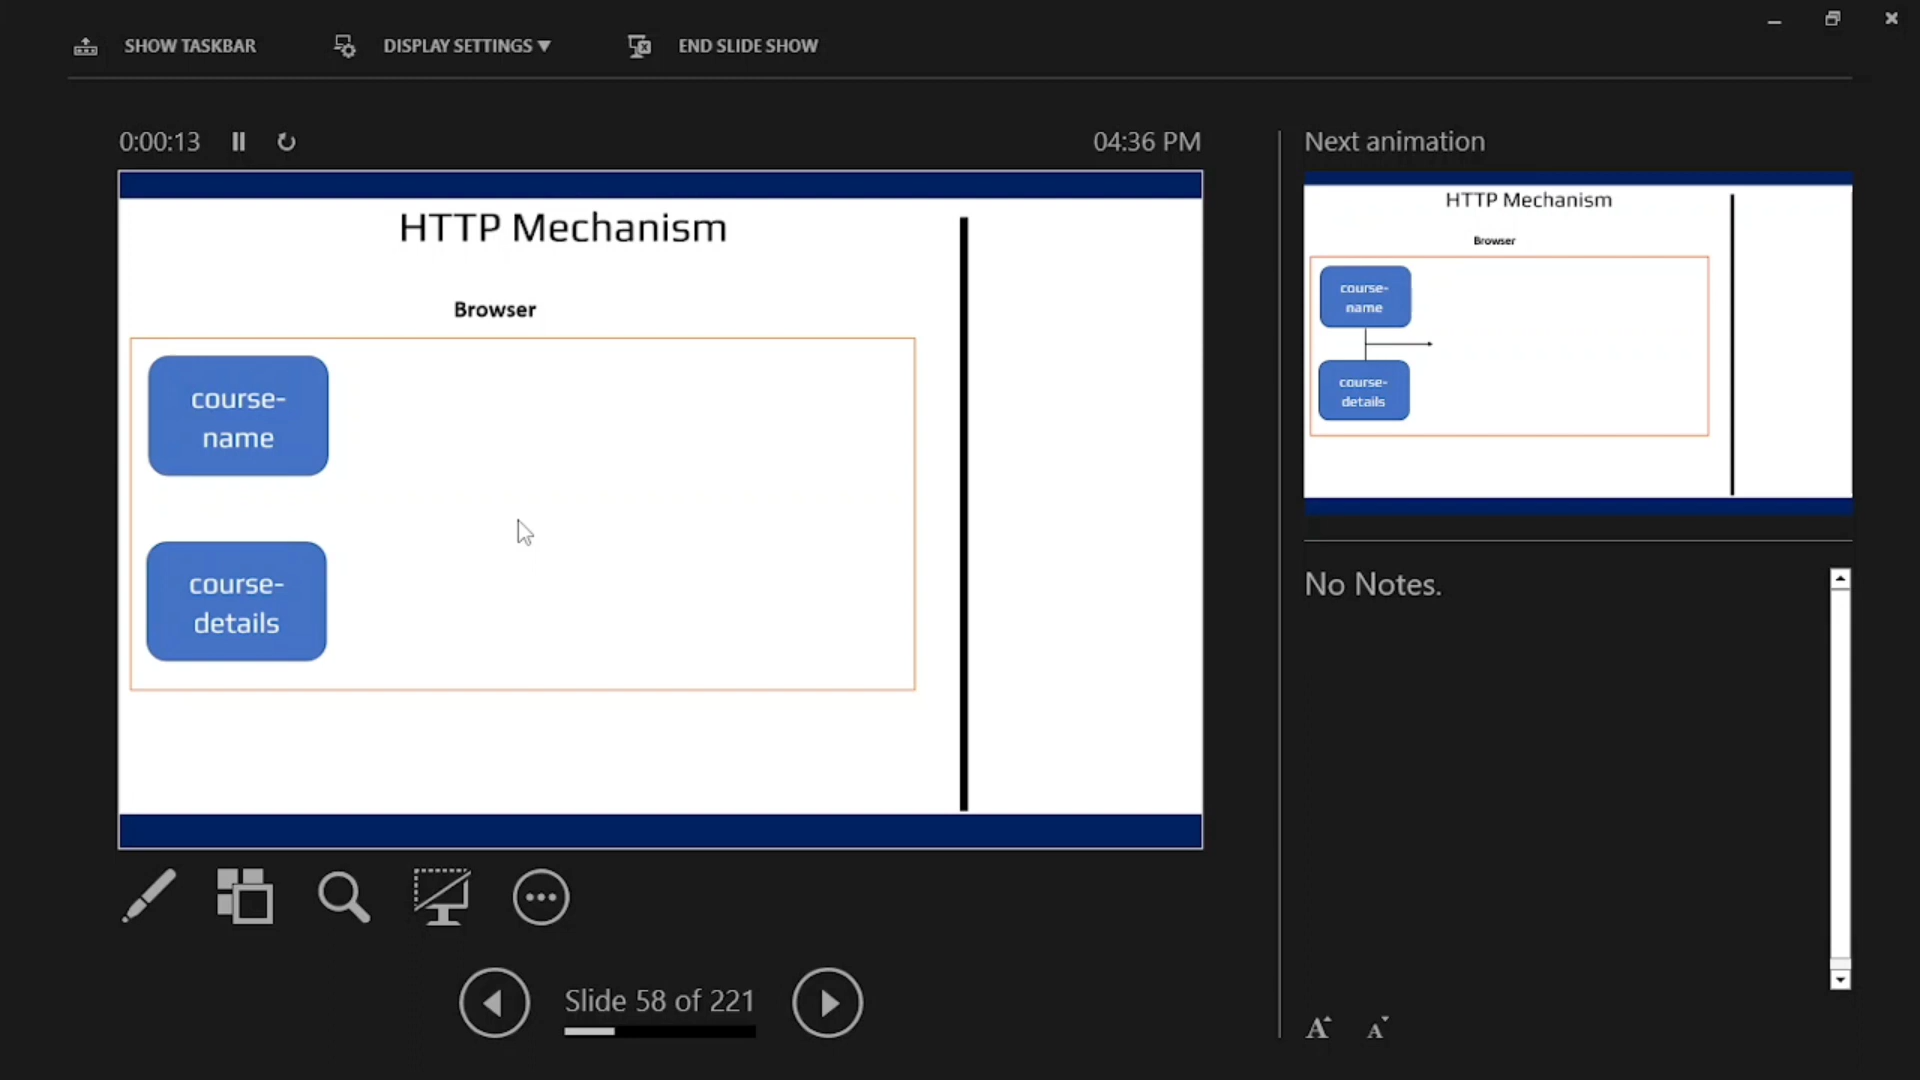 SHOW TASKBAR
DISPLAY SETTINGS ▼
END SLIDE SHOW
0:00:13
04:36 PM
HTTP Mechanism
Browser
course-
name
course-
details
Next animation
HTTP Mechanism
Browser
course-
name
course-
details
No Notes.
Slide 58 of 221
A
A